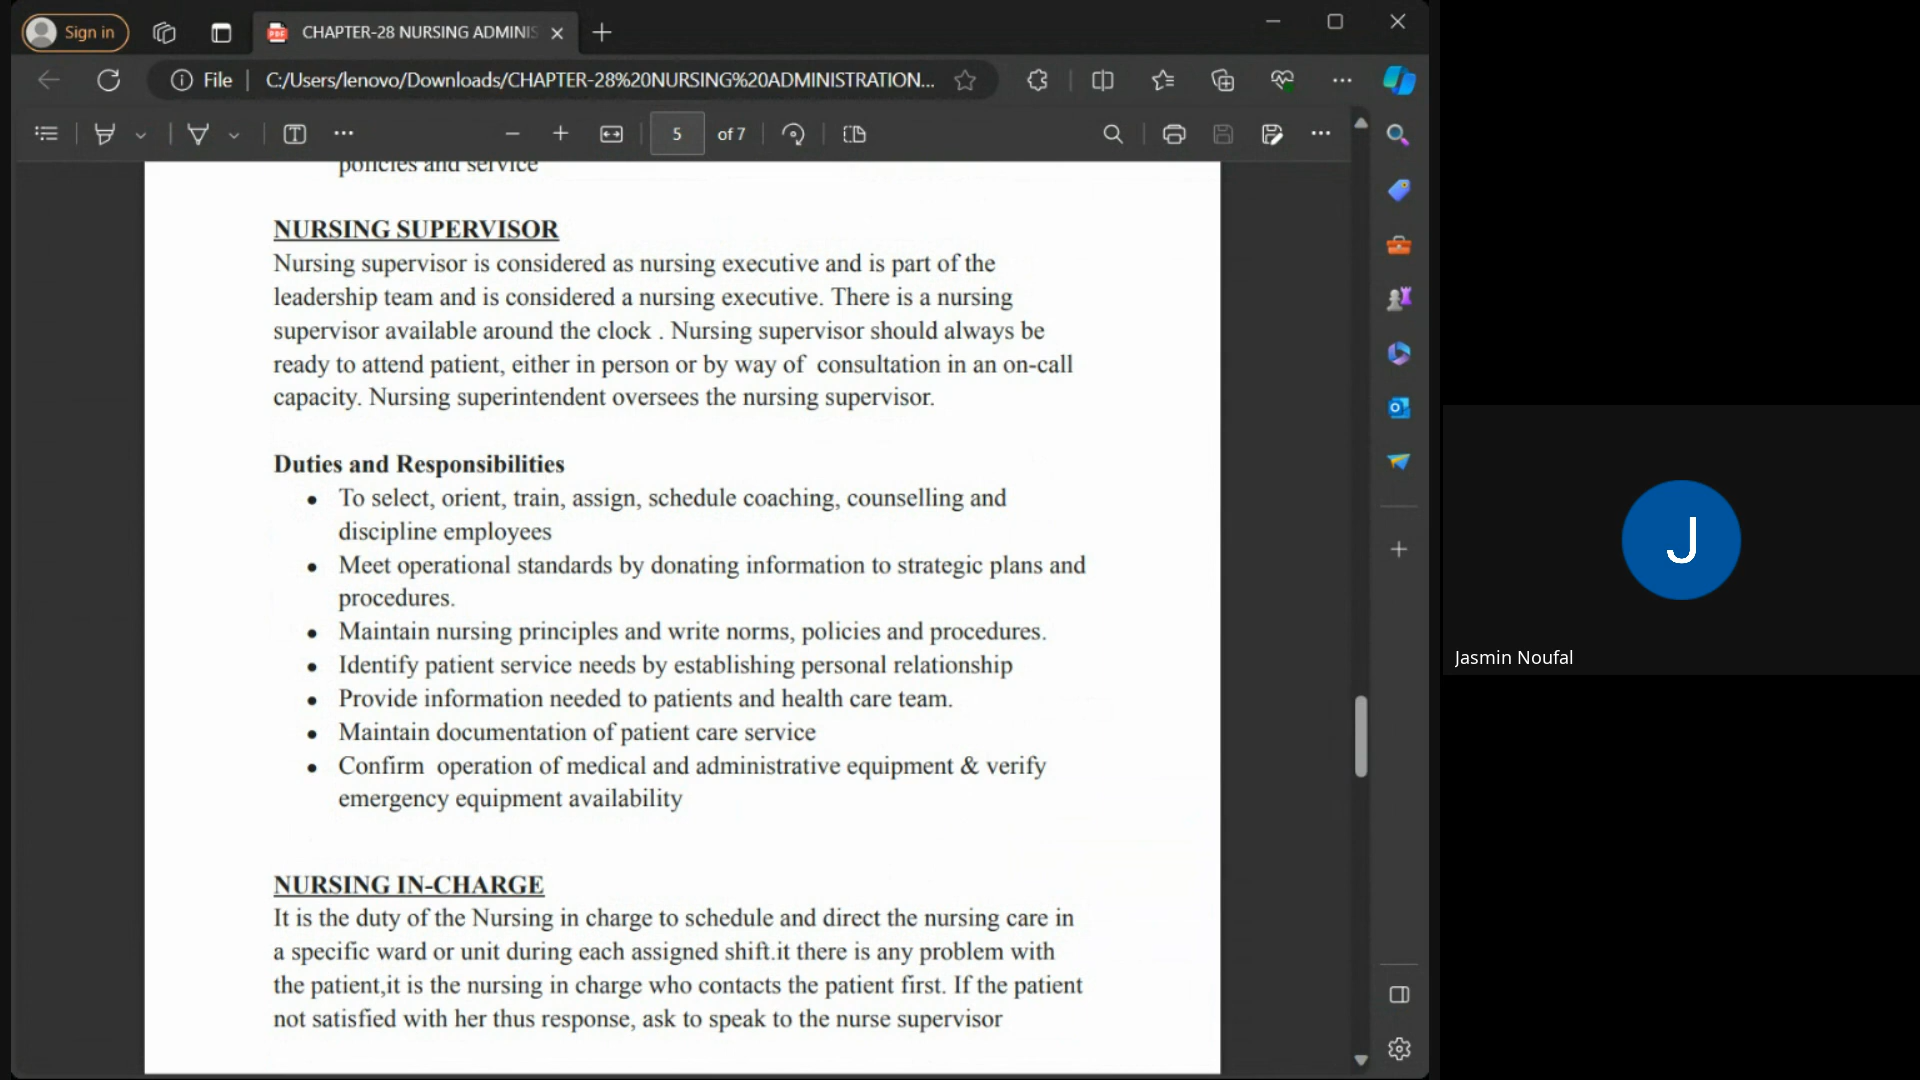 Sign in
CHAPTER-28 NURSING ADMINIS
File
C:/Users/lenovo/Downloads/CHAPTER-28%20NURSING%20ADMINISTRATION...
5 of 7
policies and service
NURSING SUPERVISOR
Nursing supervisor is considered as nursing executive and is part of the
leadership team and is considered a nursing executive. There is a nursing
supervisor available around the clock . Nursing supervisor should always be
ready to attend patient, either in person or by way of  consultation in an on-call
capacity. Nursing superintendent oversees the nursing supervisor.
Duties and Responsibilities
• To select, orient, train, assign, schedule coaching, counselling and
discipline employees
• Meet operational standards by donating information to strategic plans and
procedures.
• Maintain nursing principles and write norms, policies and procedures.
• Identify patient service needs by establishing personal relationship
• Provide information needed to patients and health care team.
• Maintain documentation of patient care service
• Confirm  operation of medical and administrative equipment & verify
emergency equipment availability
NURSING IN-CHARGE
It is the duty of the Nursing in charge to schedule and direct the nursing care in
a specific ward or unit during each assigned shift.it there is any problem with
the patient,it is the nursing in charge who contacts the patient first. If the patient
not satisfied with her thus response, ask to speak to the nurse supervisor
J
Jasmin Noufal